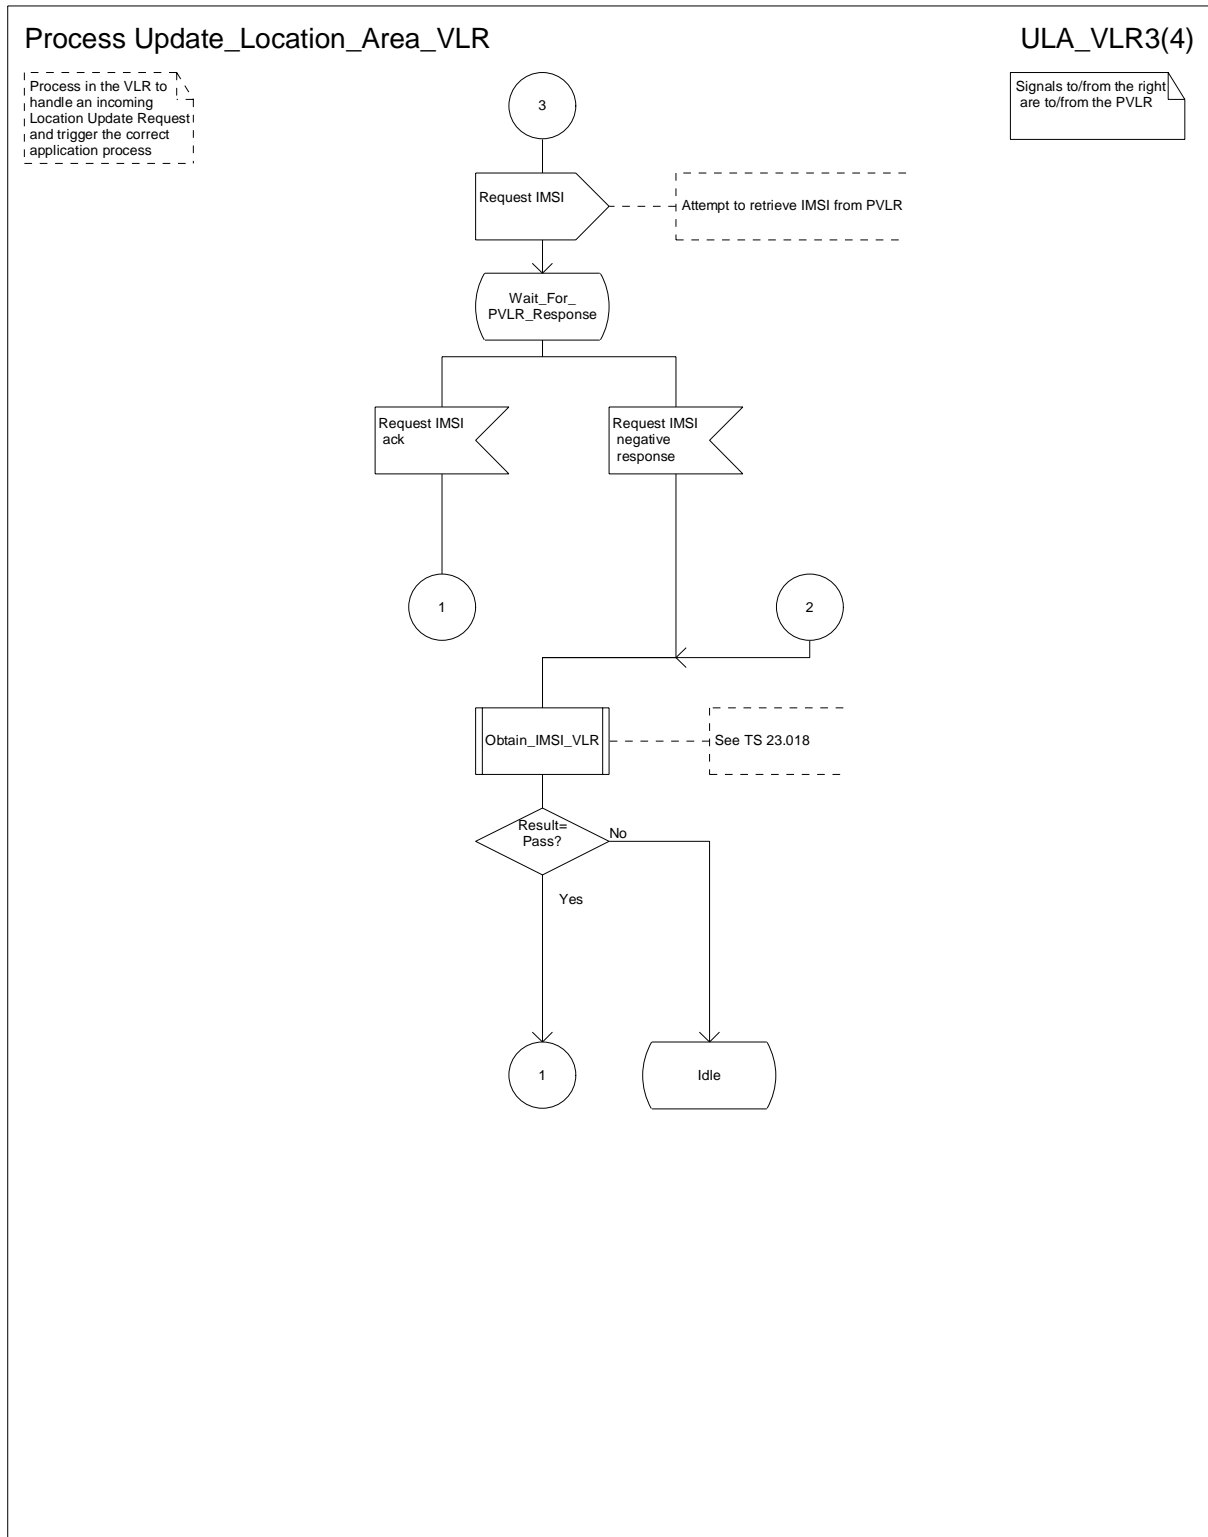 Process Update_Location_Area_VLR
ULA_VLR3(4)
Process in the VLR to
handle an incoming
Location Update Request
and trigger the correct
application process
Signals to/from the right
are to/from the PVLR
3
Request IMSI
Attempt to retrieve IMSI from PVLR
Wait_For_
PVLR_Response
Request IMSI
ack
Request IMSI
negative
response
1
2
Obtain_IMSI_VLR
See TS 23.018
Result=
Pass?
No
Yes
1
Idle